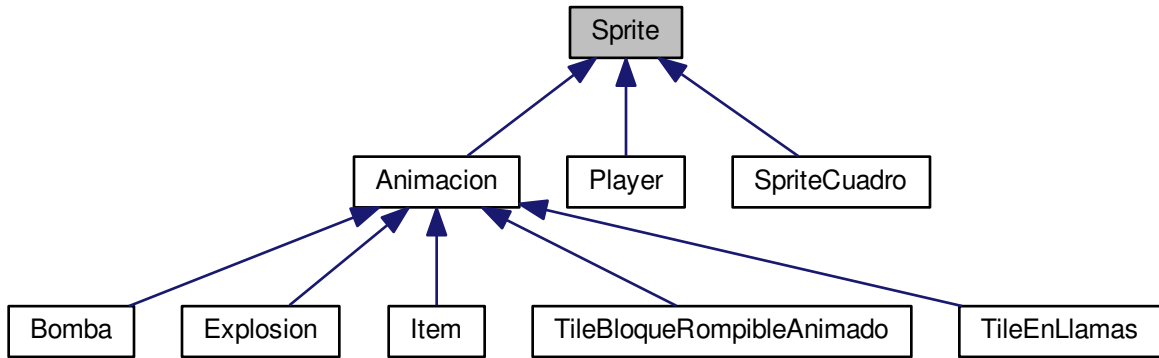 Sprite
Animacion
Player
SpriteCuadro
Bomba
Explosion
Item
TileBloqueRompibleAnimado
TileEnLlamas